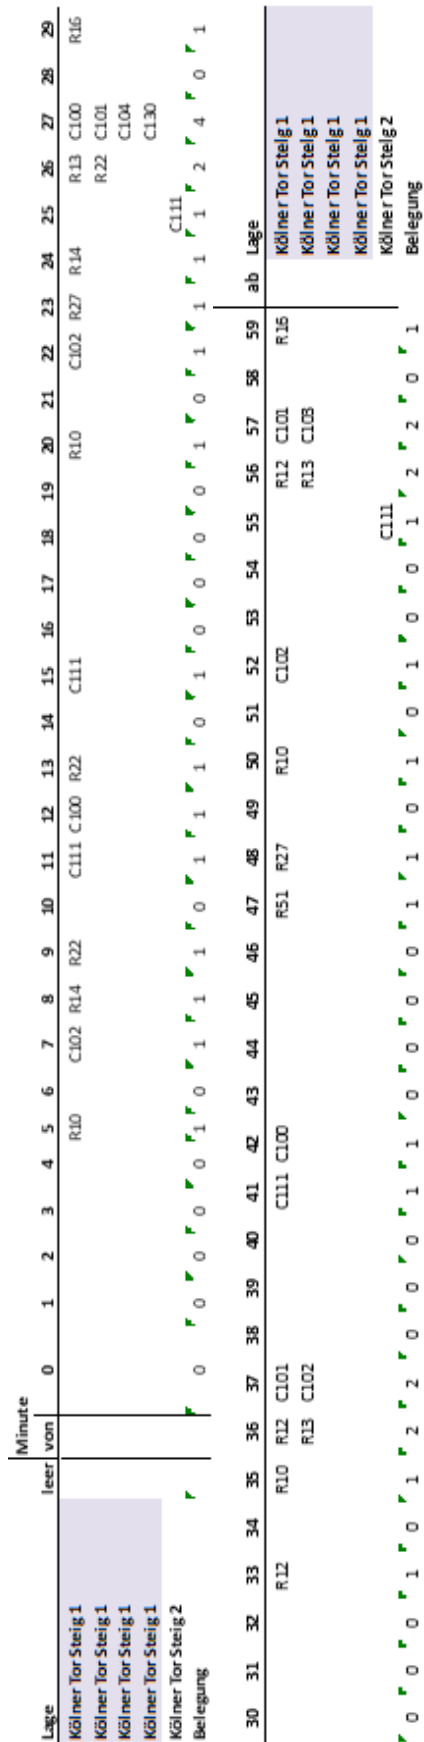 Minute
Lage leer von 0 1 2 3 4 5 6 7 8 9 10 11 12 13 14 15 16 17 18 19 20 21 22 23 24 25 26 27 28 29
Kölner Tor Steig 1 R10 C102 R14 R22 C111 C100 R22 C111 R10 C102 R27 R14 R13 C100 R16
Kölner Tor Steig 1 R22 C101
Kölner Tor Steig 1 C104
Kölner Tor Steig 1 C130
Kölner Tor Steig 2 C111
Belegung 0 0 0 0 0 1 0 1 1 1 0 1 1 1 0 1 0 0 0 0 1 0 1 1 1 1 2 4 0 1
30 31 32 33 34 35 36 37 38 39 40 41 42 43 44 45 46 47 48 49 50 51 52 53 54 55 56 57 58 59 ab Lage
R12 R10 R12 C101 C111 C100 R51 R27 R10 C102 R12 C101 R16 Kölner Tor Steig 1
R13 C102 R13 C103 Kölner Tor Steig 1
Kölner Tor Steig 1
Kölner Tor Steig 1
C111 Kölner Tor Steig 2
0 0 0 1 0 1 2 2 0 0 0 1 1 0 0 0 0 1 1 0 1 0 1 0 0 1 2 2 0 1 Belegung